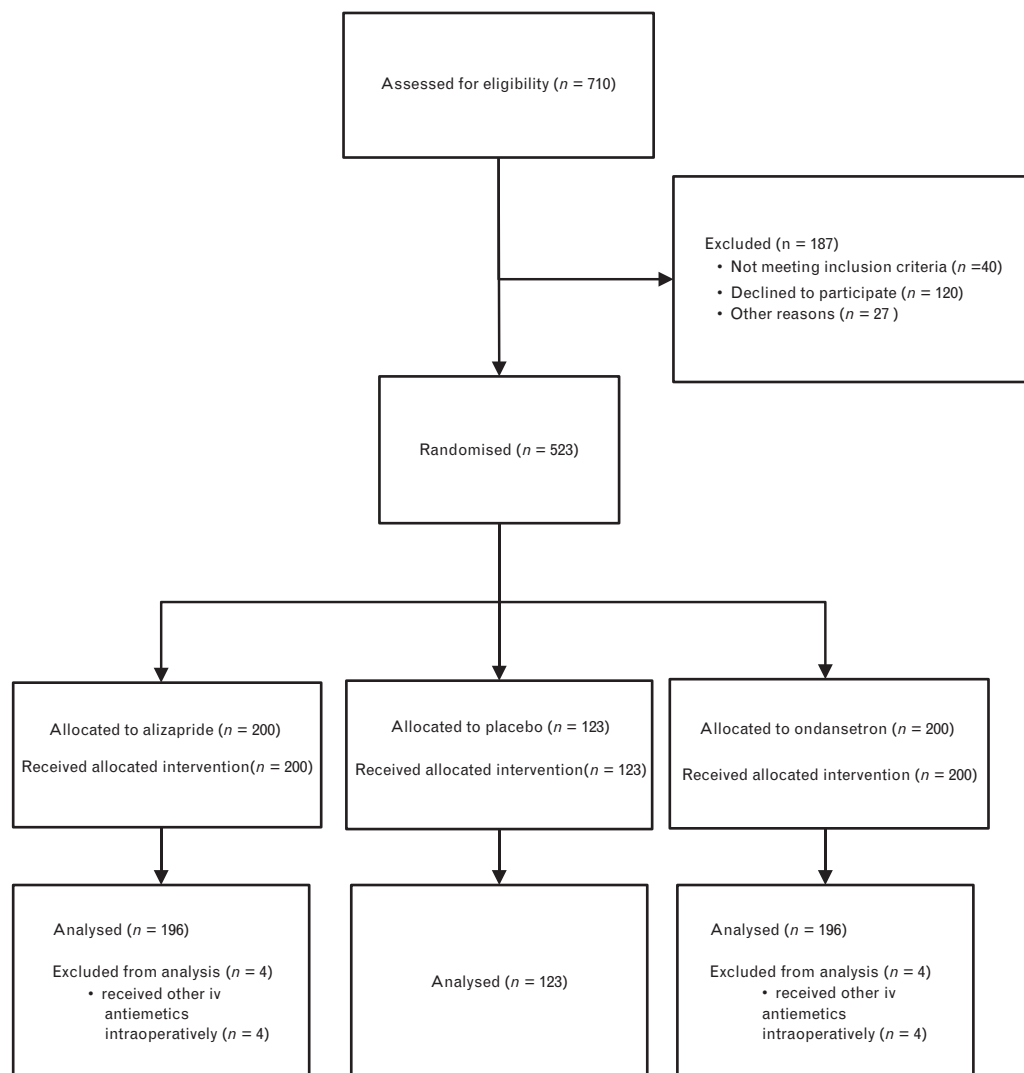 Assessed for eligibility (n = 710)
Excluded (n = 187)
• Not meeting inclusion criteria (n =40)
• Declined to participate (n = 120)
• Other reasons (n = 27 )
Randomised (n = 523)
Allocated to alizapride (n = 200)
Received allocated intervention(n = 200)
Allocated to placebo (n = 123)
Received allocated intervention(n = 123)
Allocated to ondansetron (n = 200)
Received allocated intervention (n = 200)
Analysed (n = 196)
Excluded from analysis (n = 4)
• received other iv
antiemetics
intraoperatively (n = 4)
Analysed (n = 123)
Analysed (n = 196)
Excluded from analysis (n = 4)
• received other iv
antiemetics
intraoperatively (n = 4)